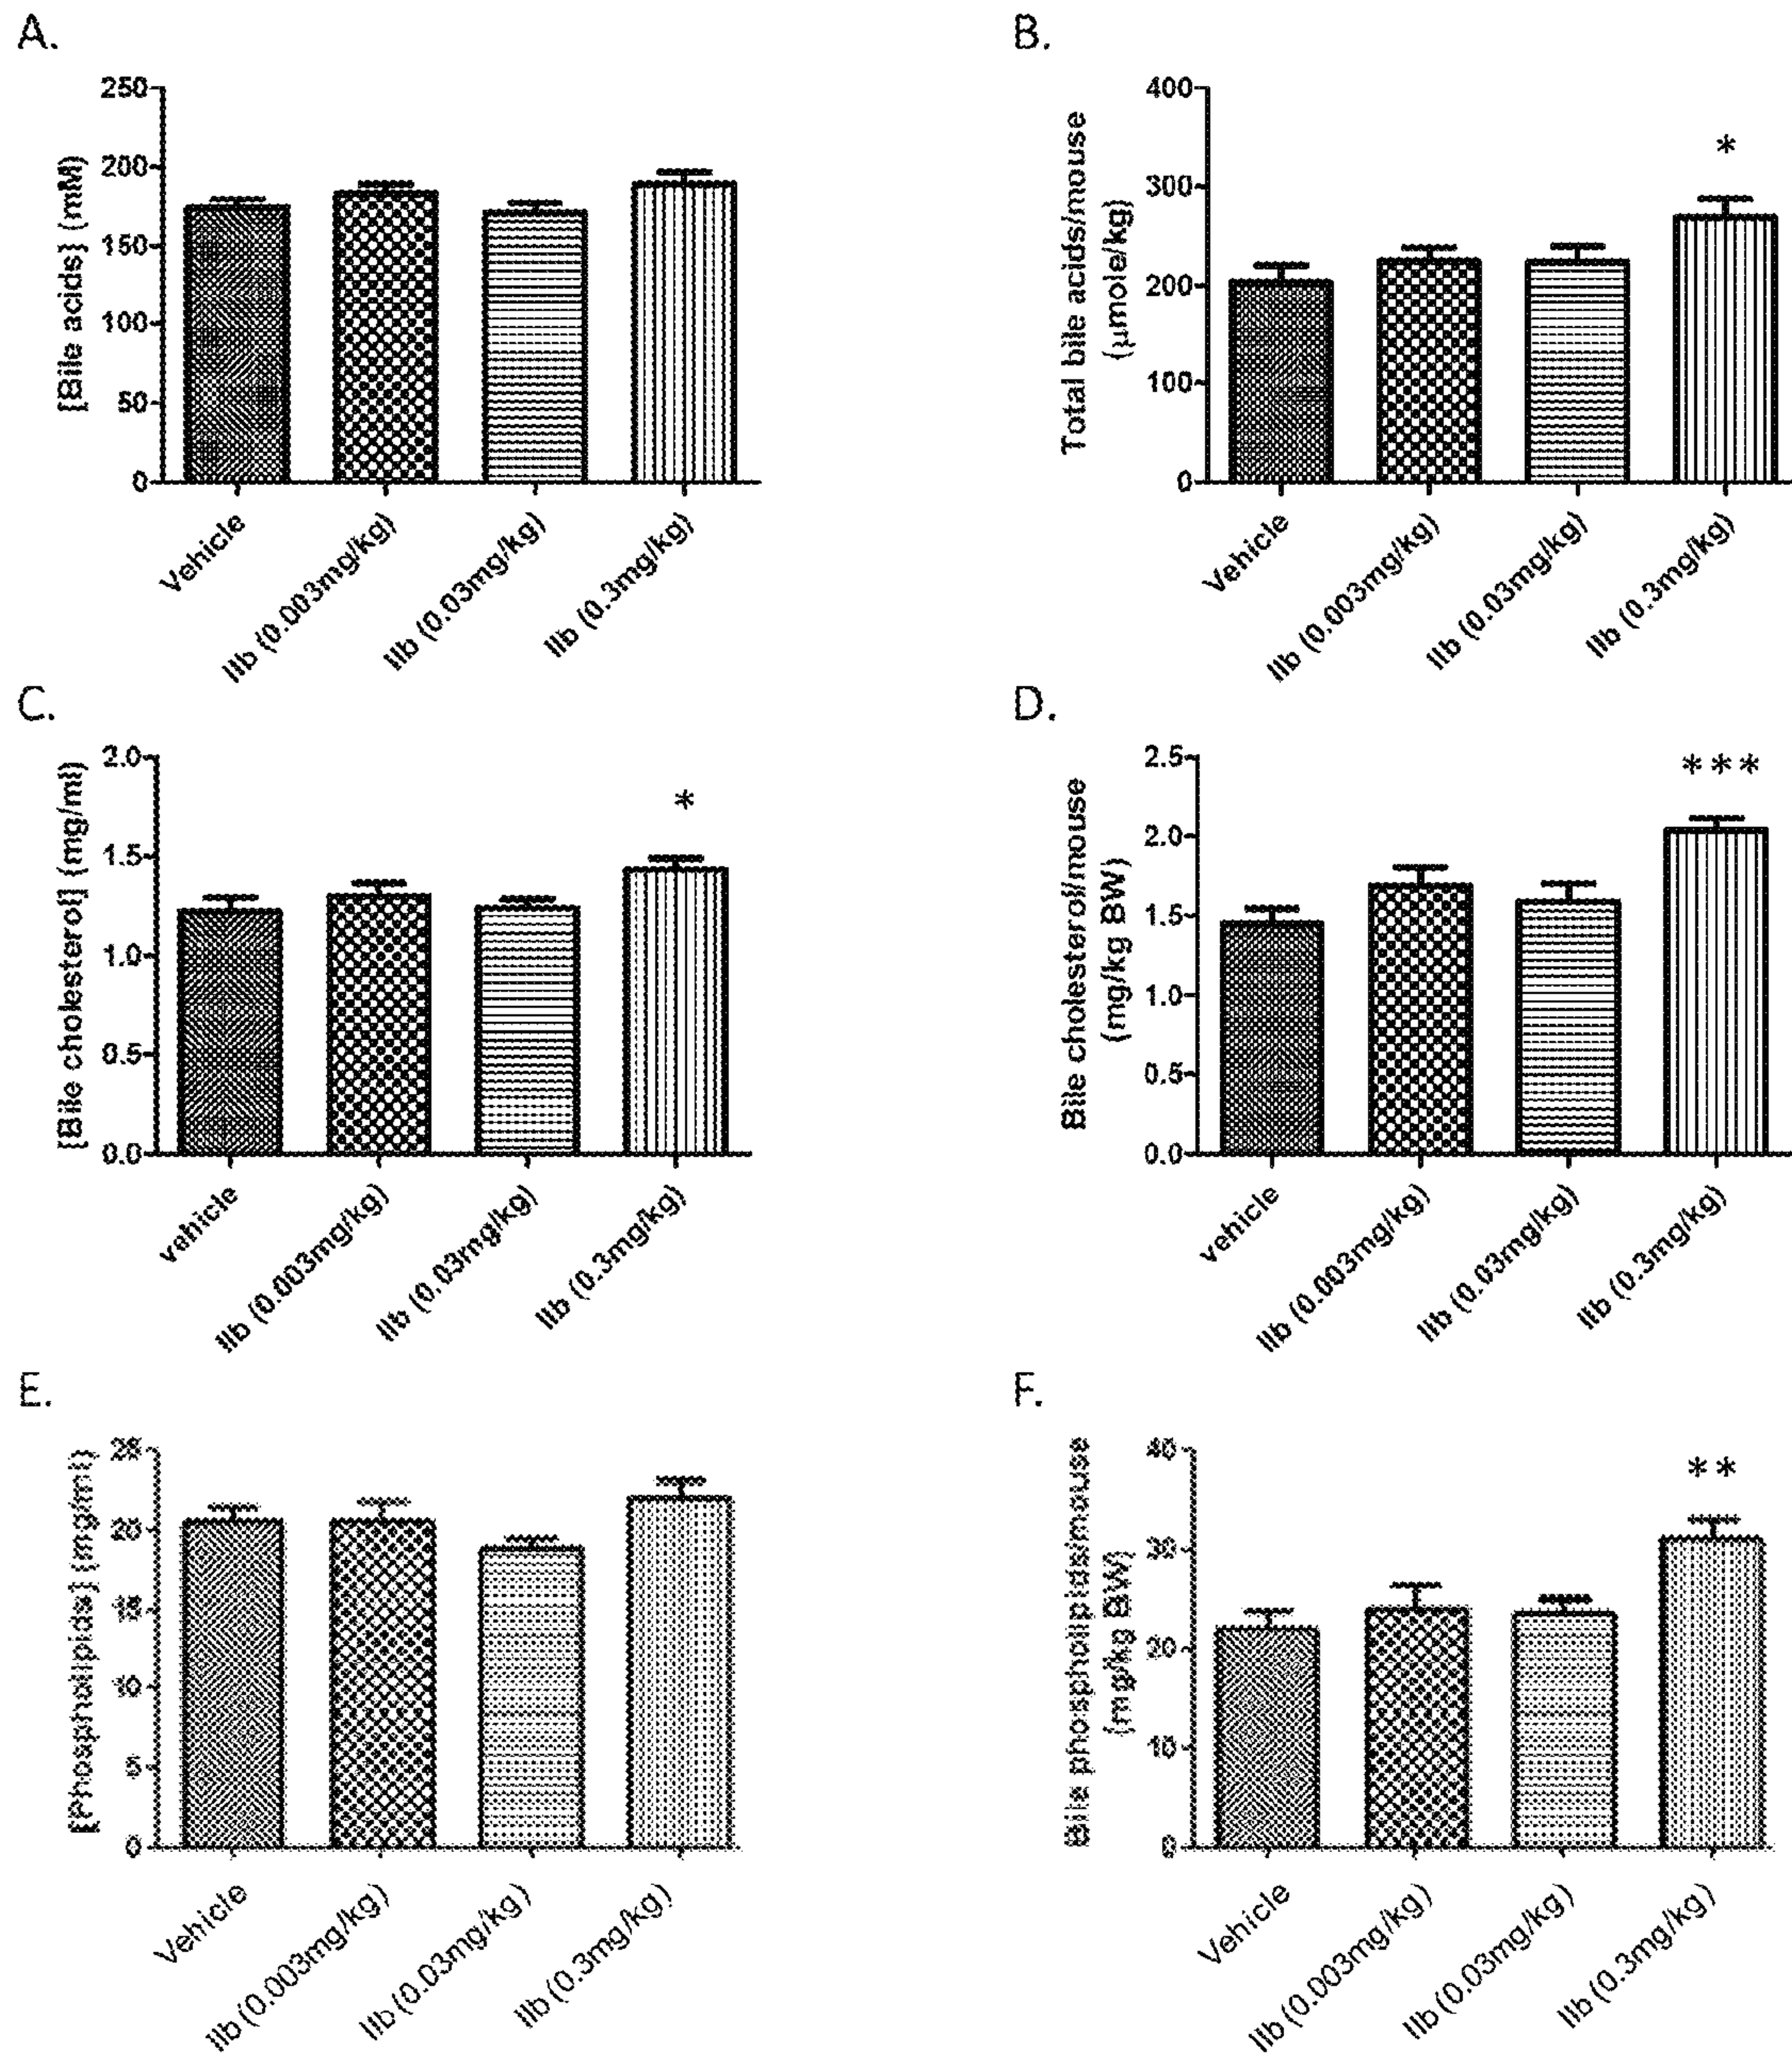 A.
[Bile acids] (mM)
250
200
150
100
50
0
Vehicle
IIb (0.003mg/kg)
IIb (0.03mg/kg)
IIb (0.3mg/kg)
B.
Total bile acids/mouse
(μmole/kg)
400
300
200
100
0
*
Vehicle
IIb (0.003mg/kg)
IIb (0.03mg/kg)
IIb (0.3mg/kg)
C.
[Bile cholesterol] (mg/ml)
2.0
1.5
1.0
0.5
0.0
*
vehicle
IIb (0.003mg/kg)
IIb (0.03mg/kg)
IIb (0.3mg/kg)
D.
Bile cholesterol/mouse
(mg/kg BW)
2.5
2.0
1.5
1.0
0.5
0.0
***
vehicle
IIb (0.003mg/kg)
IIb (0.03mg/kg)
IIb (0.3mg/kg)
E.
[Phospholipids] (mg/ml)
25
20
15
10
5
0
Vehicle
IIb (0.003mg/kg)
IIb (0.03mg/kg)
IIb (0.3mg/kg)
F.
Bile phospholipids/mouse
(mg/kg BW)
40
30
20
10
0
**
Vehicle
IIb (0.003mg/kg)
IIb (0.03mg/kg)
IIb (0.3mg/kg)